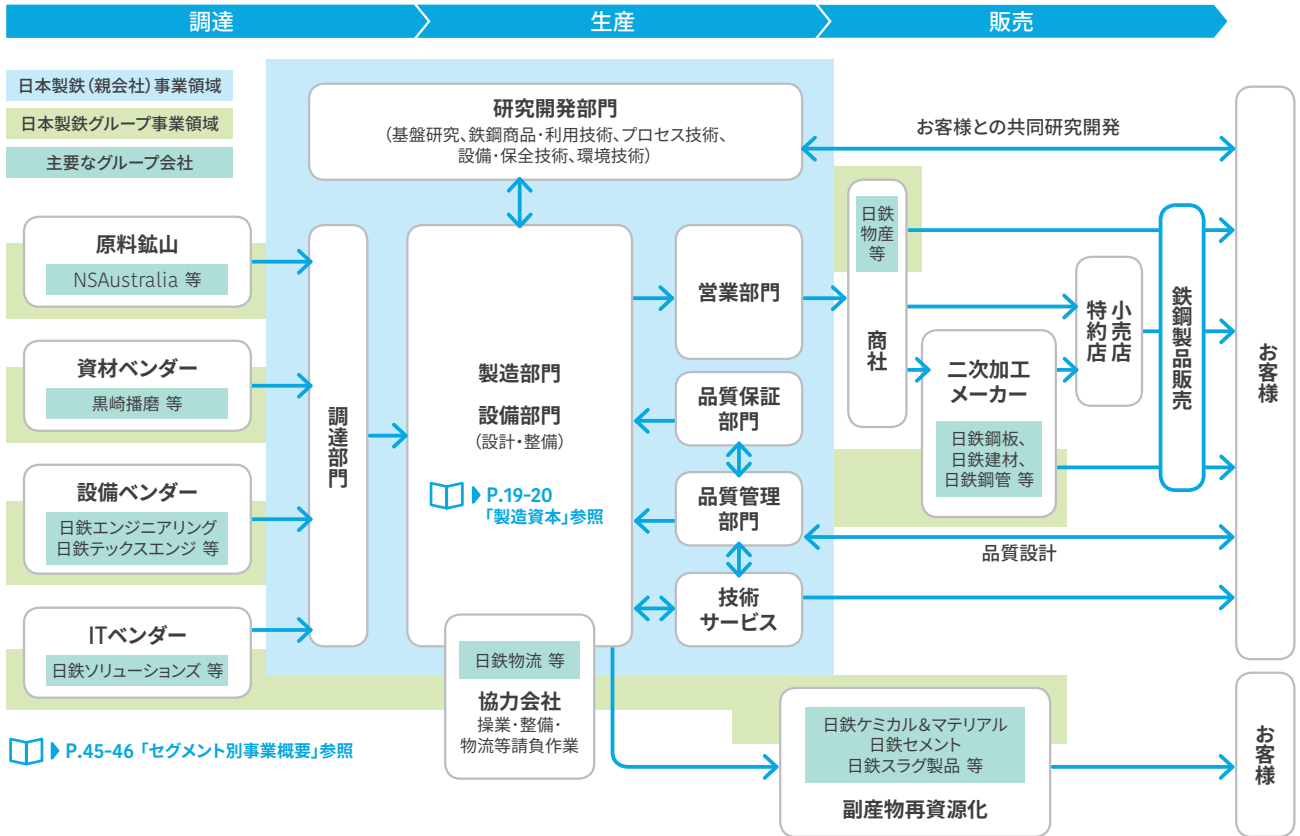 調達
生産
販売
日本製鉄(親会社)事業領域
日本製鉄グループ事業領域
主要なグループ会社
研究開発部門
(基盤研究、鉄鋼商品・利用技術、プロセス技術、
設備・保全技術、環境技術)
お客様との共同研究開発
原料鉱山
NSAustralia 等
資材ベンダー
黒崎播磨 等
設備ベンダー
日鉄エンジニアリング
日鉄テックスエンジ 等
ITベンダー
日鉄ソリューションズ 等
調達部門
製造部門
設備部門
(設計・整備)
P.19-20
「製造資本」参照
営業部門
品質保証
部門
品質管理
部門
技術
サービス
日鉄物流 等
協力会社
操業・整備・
物流等請負作業
日鉄
物産
等
商社
二次加工
メーカー
日鉄鋼板、
日鉄建材、
日鉄鋼管 等
小売店
特約店
鉄鋼製品販売
お客様
品質設計
日鉄ケミカル&マテリアル
日鉄セメント
日鉄スラグ製品 等
副産物再資源化
お客様
P.45-46「セグメント別事業概要」参照